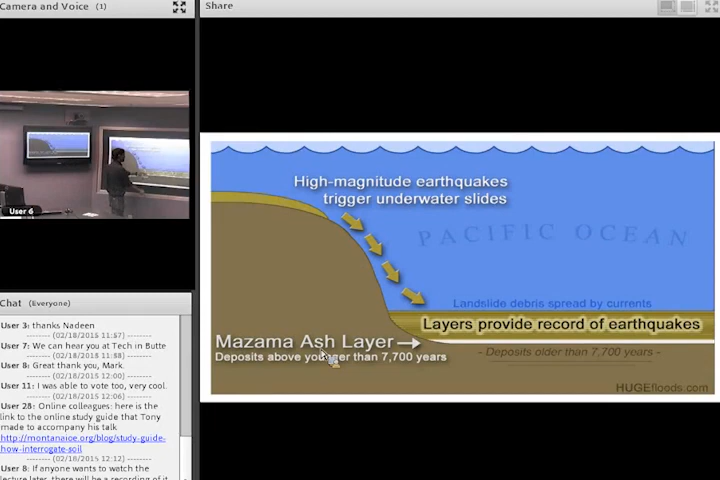 Camera and Voice (1)
Share
User 6
Chat (Everyone)
User 3: thanks Nadeen
-------- (02/18/2015 11:57) --------
User 7: We can hear you at Tech in Butte
-------- (02/18/2015 11:58) --------
User 8: Great thank you, Mark.
-------- (02/18/2015 12:00) --------
User 11: I was able to vote too, very cool.
-------- (02/18/2015 12:06) --------
User 28: Online colleagues: here is the
link to the online study guide that Tony
made to accompany his talk
http://montanaioe.org/blog/study-guide-
how-interrogate-soil
-------- (02/18/2015 12:12) --------
User 8: If anyone wants to watch the
lecture later, there will be a recording of it
High-magnitude earthquakes
trigger underwater slides
PACIFIC OCEAN
Landslide debris spread by currents
Layers provide record of earthquakes
Mazama Ash Layer
Deposits above younger than 7,700 years
- Deposits older than 7,700 years -
HUGEfloods.com